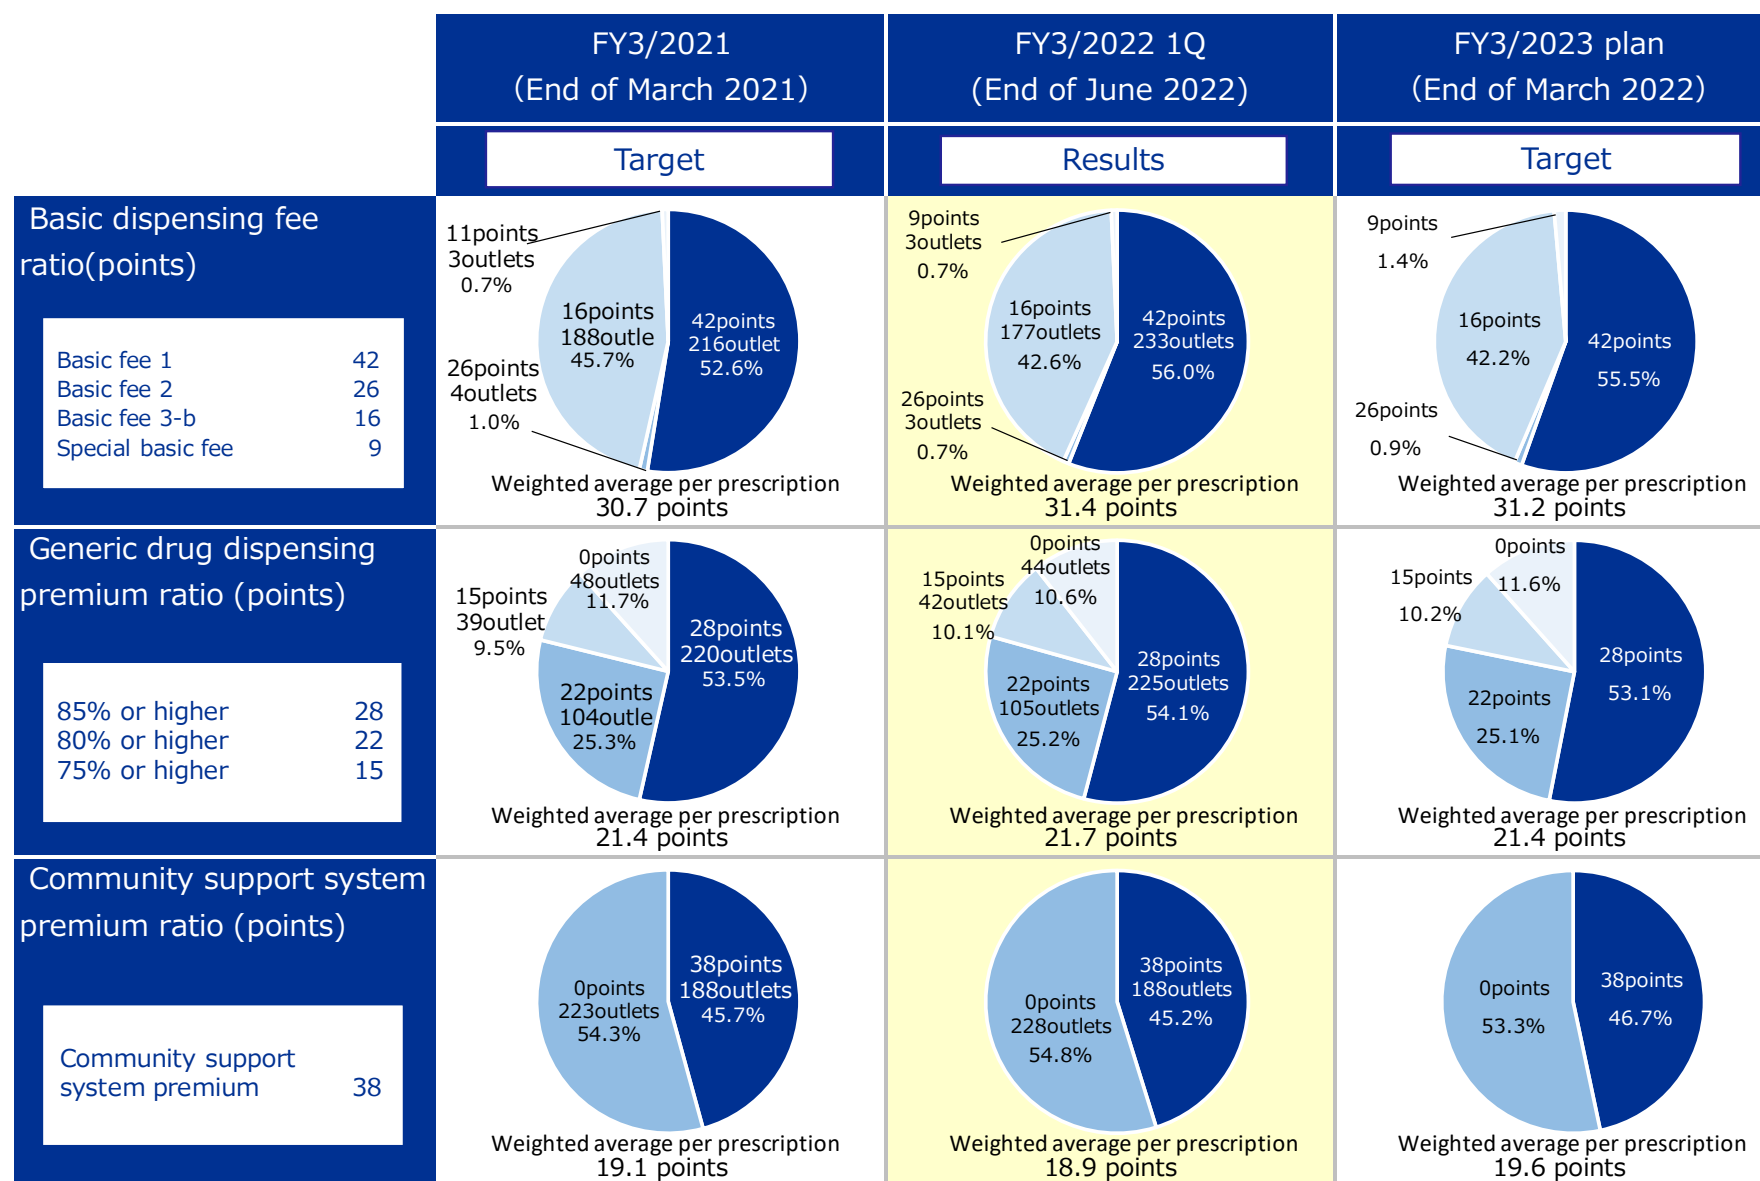 FY3/2021
(End of March 2021)
FY3/2022 1Q
(End of June 2022)
FY3/2023 plan
(End of March 2022)
Target
Results
Target
Basic dispensing fee
ratio(points)
Basic fee 1 42
Basic fee 2 26
Basic fee 3-b 16
Special basic fee 9
11points
3outlets
0.7%
16points
188outle
45.7%
42points
216outlet
52.6%
26points
4outlets
1.0%
Weighted average per prescription
30.7 points
9points
3outlets
0.7%
16points
177outlets
42.6%
42points
233outlets
56.0%
26points
3outlets
0.7%
Weighted average per prescription
31.4 points
9points
1.4%
16points
42.2%
42points
55.5%
26points
0.9%
Weighted average per prescription
31.2 points
Generic drug dispensing
premium ratio (points)
85% or higher 28
80% or higher 22
75% or higher 15
0points
48outlets
11.7%
15points
39outlet
9.5%
28points
220outlets
53.5%
22points
104outle
25.3%
Weighted average per prescription
21.4 points
0points
44outlets
10.6%
15points
42outlets
10.1%
28points
225outlets
54.1%
22points
105outlets
25.2%
Weighted average per prescription
21.7 points
0points
11.6%
15points
10.2%
28points
53.1%
22points
25.1%
Weighted average per prescription
21.4 points
Community support system
premium ratio (points)
Community support
system premium 38
0points
223outlets
54.3%
38points
188outlets
45.7%
Weighted average per prescription
19.1 points
0points
228outlets
54.8%
38points
188outlets
45.2%
Weighted average per prescription
18.9 points
0points
53.3%
38points
46.7%
Weighted average per prescription
19.6 points